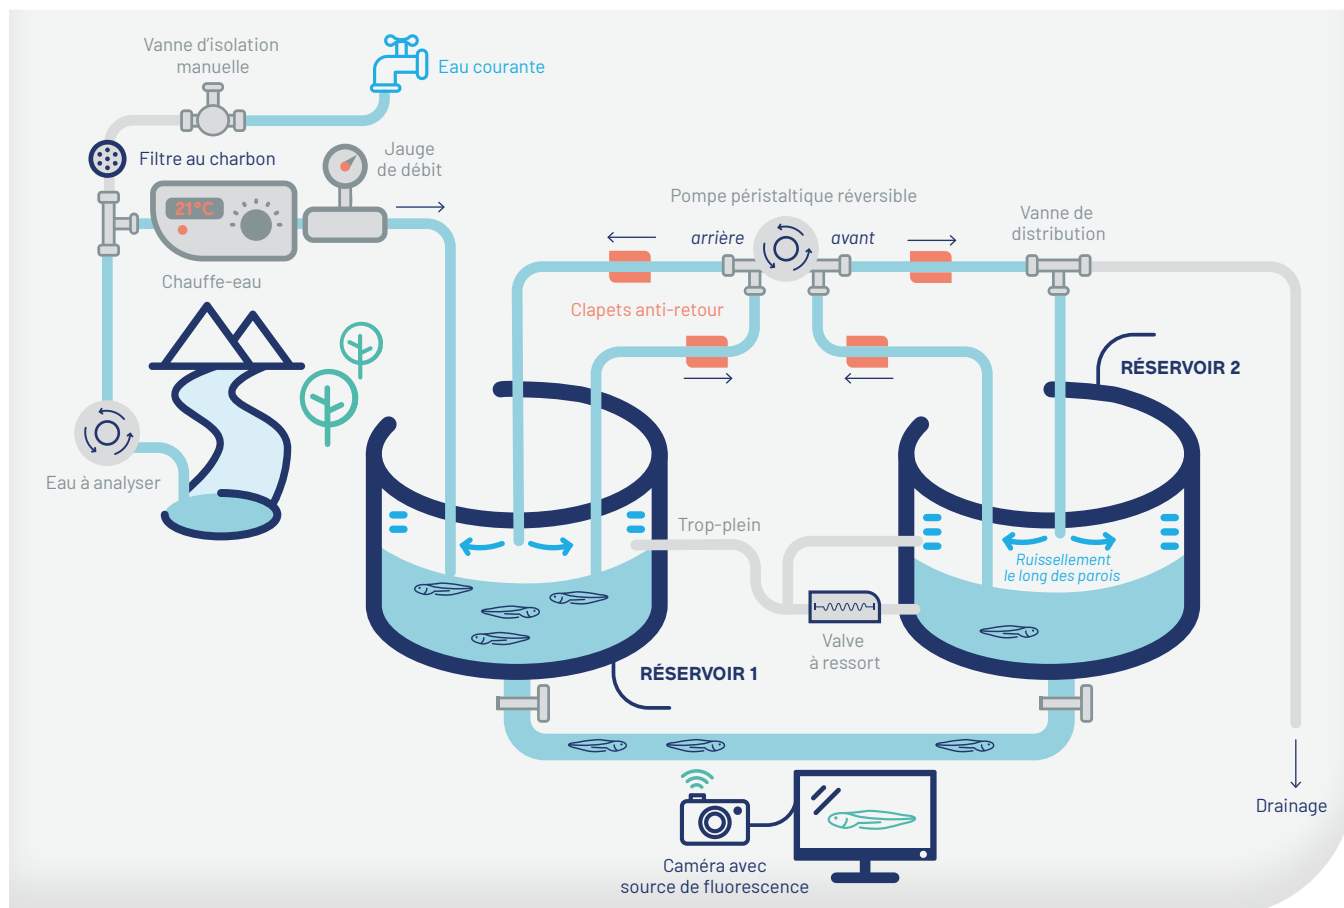 Vanne d'isolation
manuelle
Eau courante
Filtre au charbon
Jauge
de débit
21°C
Chauffe-eau
Pompe péristaltique réversible
arrière
avant
Vanne de
distribution
Clapets anti-retour
RÉSERVOIR 2
Eau à analyser
Trop-plein
Ruissellement
le long des parois
Valve
à ressort
RÉSERVOIR 1
Drainage
Caméra avec
source de fluorescence